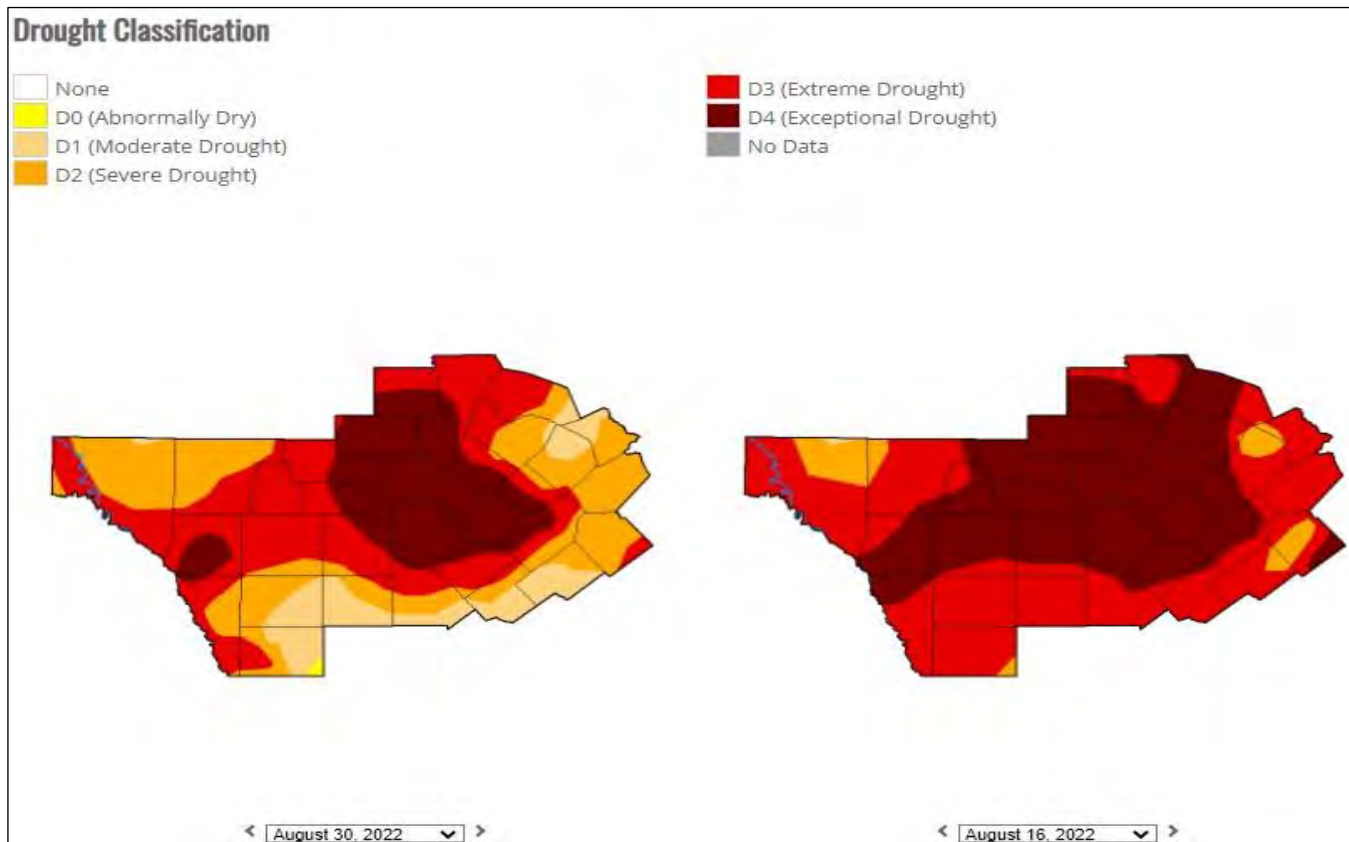 Drought Classification
None
D0 (Abnormally Dry)
D1 (Moderate Drought)
D2 (Severe Drought)
D3 (Extreme Drought)
D4 (Exceptional Drought)
No Data
< August 30, 2022 >
< August 16, 2022 >